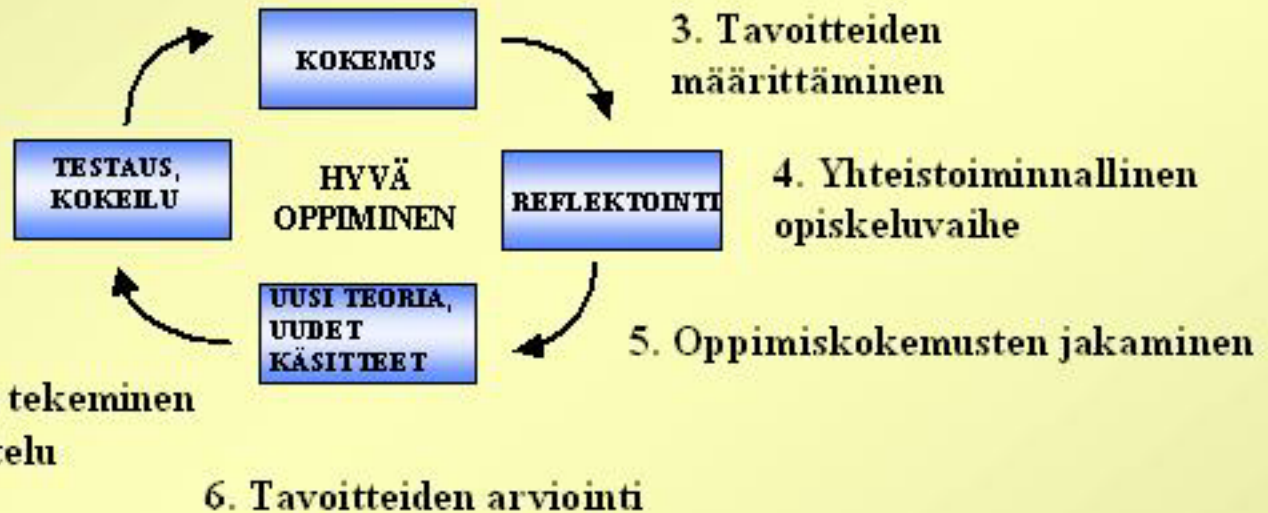 3. Tavoitteiden
määrittäminen
KOKEMUS
TESTAUS,
KOKEILU
HYVÄ
OPPIMINEN
REFLEKTOINTI
4. Yhteistoiminnallinen
opiskeluvaihe
UUSI TEORIA,
UUDET
KÄSITTEET
5. Oppimiskokemusten jakaminen
tekeminen
telu
6. Tavoitteiden arviointi